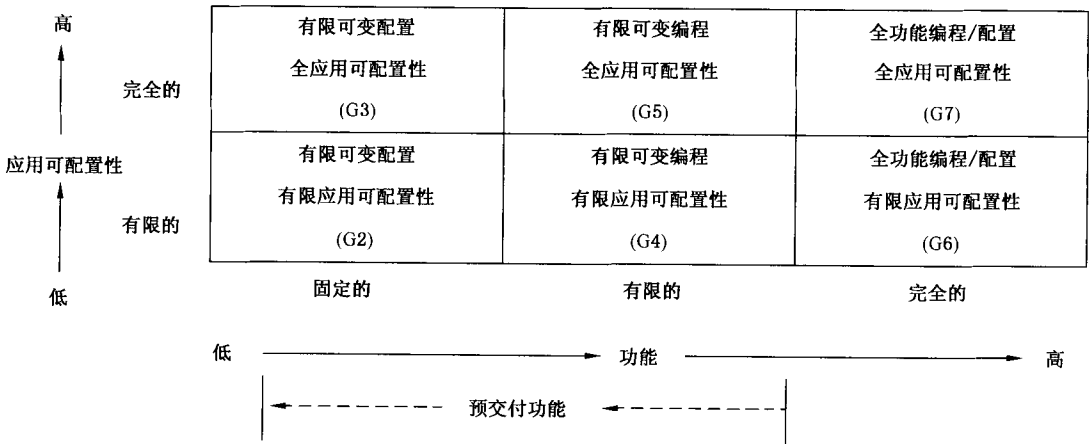 高
完全的
应用可配置性
有限的
低
有限可变配置
全应用可配置性
(G3)
有限可变编程
全应用可配置性
(G5)
全功能编程/配置
全应用可配置性
(G7)
有限可变配置
有限应用可配置性
(G2)
有限可变编程
有限应用可配置性
(G4)
全功能编程/配置
有限应用可配置性
(G6)
固定的
有限的
完全的
低
功能
高
预交付功能